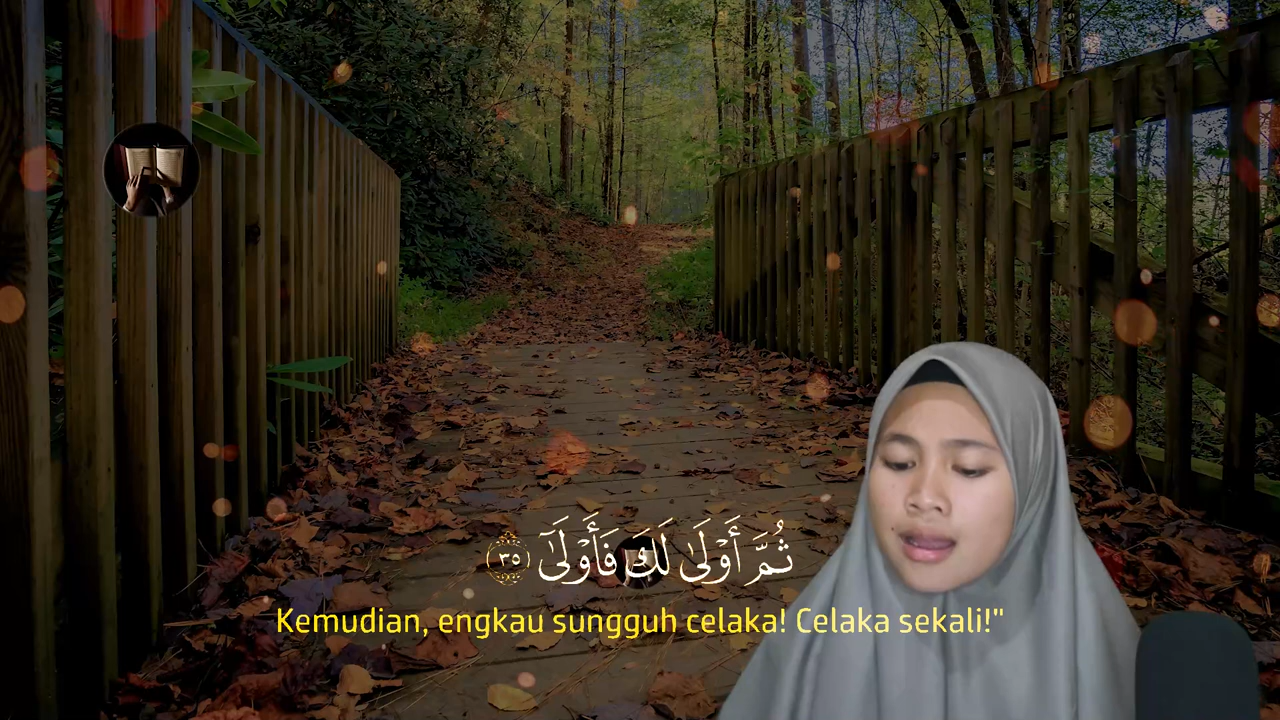 ثُمَّ أَوْلَىٰ لَكَ فَأَوْلَىٰٓ ۝٣٥
Kemudian, engkau sungguh celaka! Celaka sekali!"